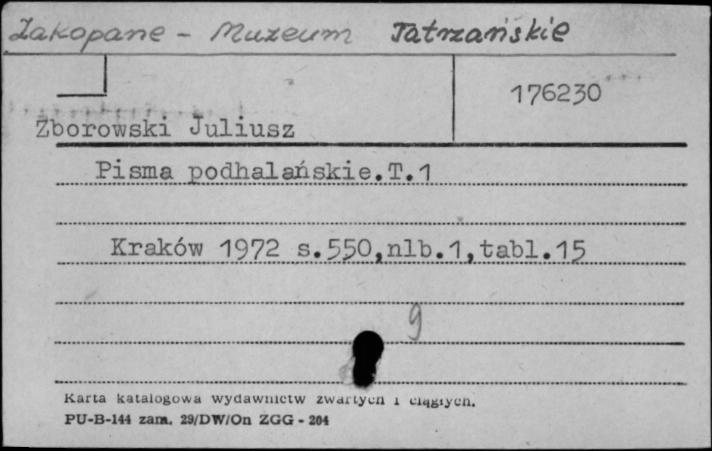 Zakopane - Muzeum Tatrzańskie
176230
Zborowski Juliusz
Pisma podhalańskie.T.1
Kraków 1972 s.550,nlb.1,tabl.15
9
Karta katalogowa wydawnictw zwartych i ciągłych.
PU-B-144 zam. 29/DW/On ZGG - 204